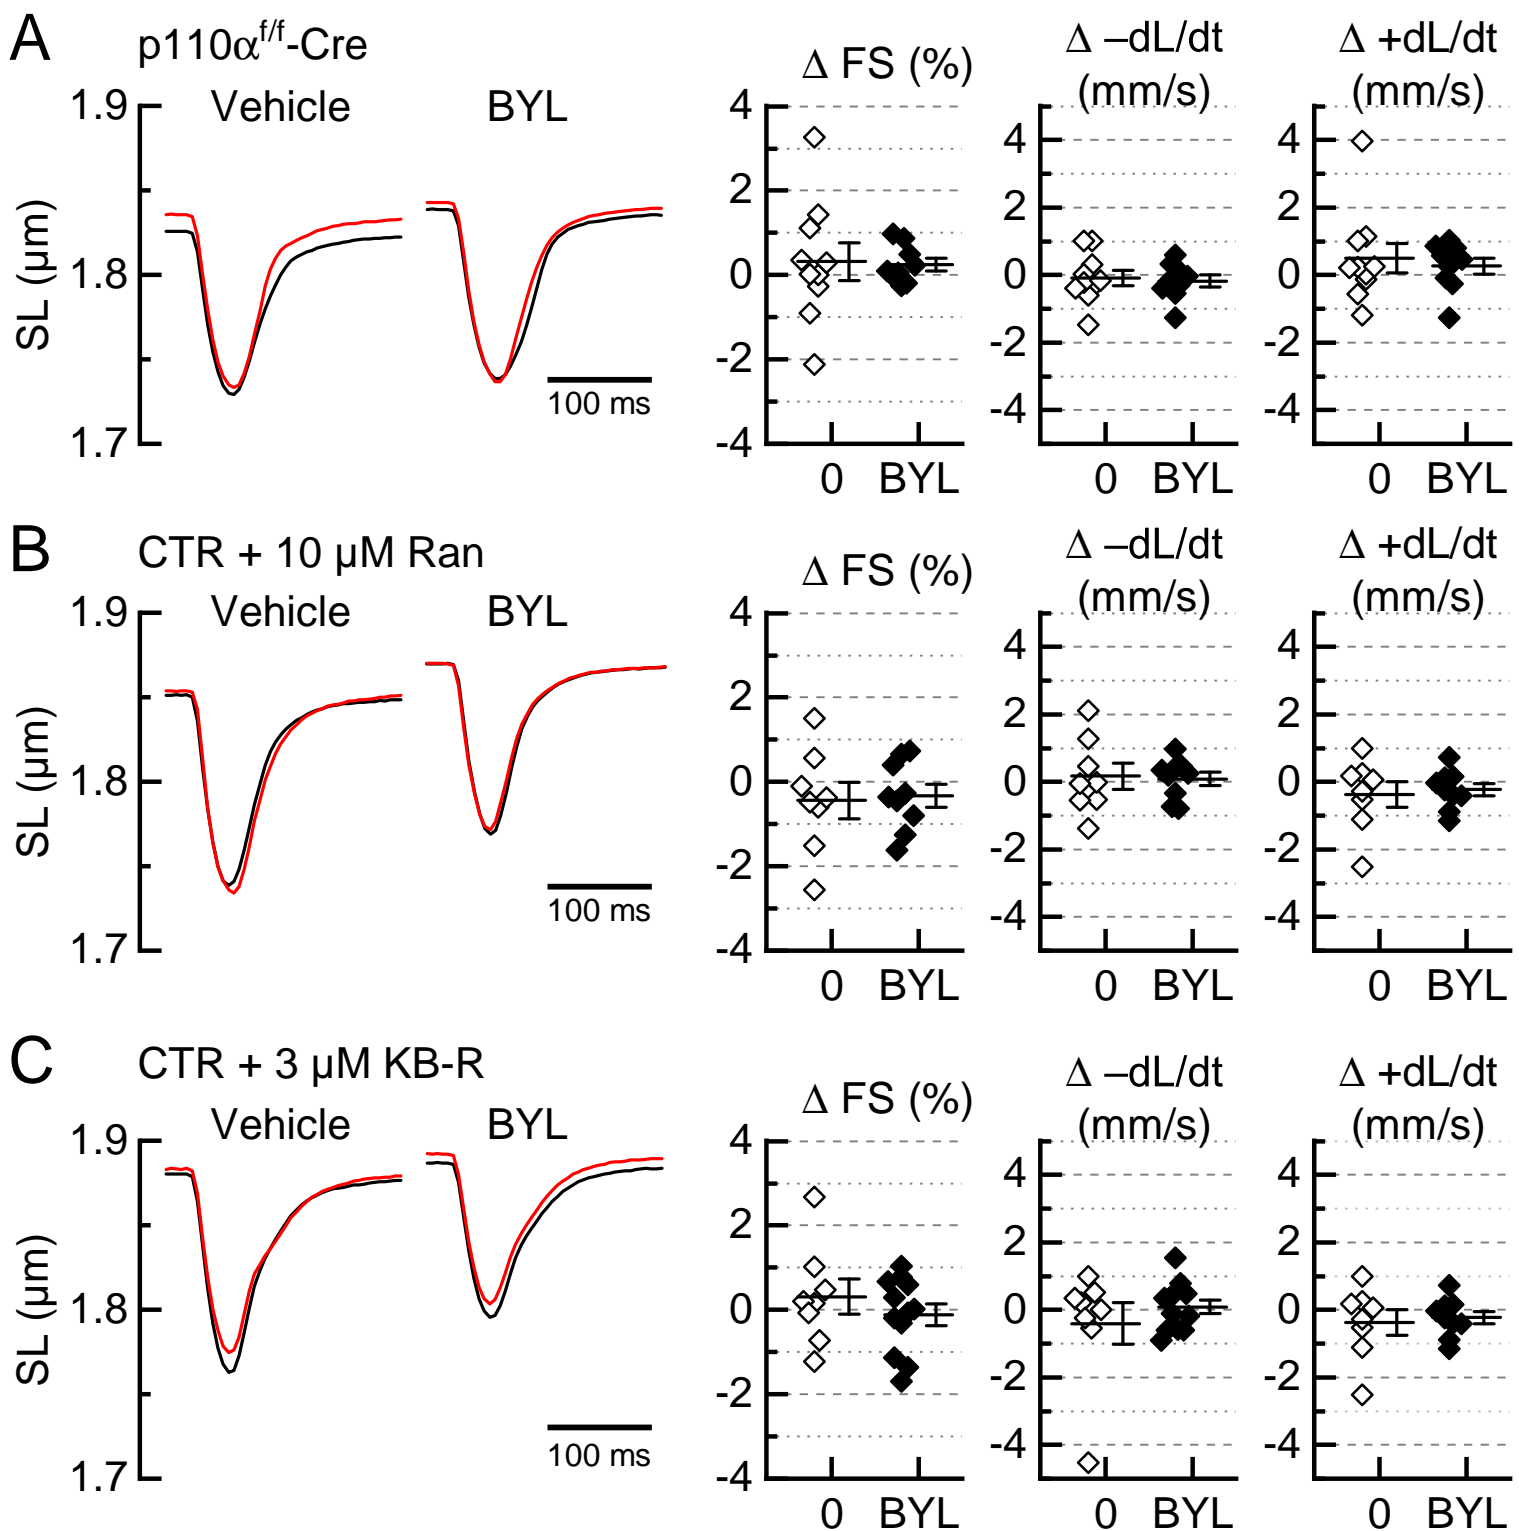 A
p110αf/f-Cre
Vehicle BYL
1.9
1.8
1.7
SL (µm)
100 ms
Δ FS (%)
4
2
0
-2
-4
0 BYL
Δ –dL/dt
(mm/s)
4
2
0
-2
-4
0 BYL
Δ +dL/dt
(mm/s)
4
2
0
-2
-4
0 BYL
B
CTR + 10 µM Ran
Vehicle BYL
1.9
1.8
1.7
SL (µm)
100 ms
Δ FS (%)
4
2
0
-2
-4
0 BYL
Δ –dL/dt
(mm/s)
4
2
0
-2
-4
0 BYL
Δ +dL/dt
(mm/s)
4
2
0
-2
-4
0 BYL
C
CTR + 3 µM KB-R
Vehicle BYL
1.9
1.8
1.7
SL (µm)
100 ms
Δ FS (%)
4
2
0
-2
-4
0 BYL
Δ –dL/dt
(mm/s)
4
2
0
-2
-4
0 BYL
Δ +dL/dt
(mm/s)
4
2
0
-2
-4
0 BYL